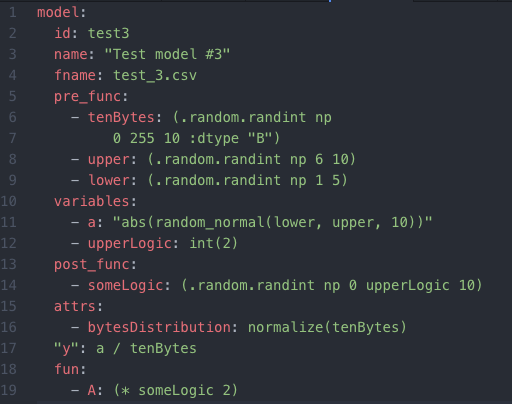 1 model:
2   id: test3
3   name: "Test model #3"
4   fname: test_3.csv
5   pre_func:
6     - tenBytes: (.random.randint np
7          0 255 10 :dtype "B")
8     - upper: (.random.randint np 6 10)
9     - lower: (.random.randint np 1 5)
10   variables:
11     - a: "abs(random_normal(lower, upper, 10))"
12     - upperLogic: int(2)
13   post_func:
14     - someLogic: (.random.randint np 0 upperLogic 10)
15   attrs:
16     - bytesDistribution: normalize(tenBytes)
17   "y": a / tenBytes
18   fun:
19     - A: (* someLogic 2)